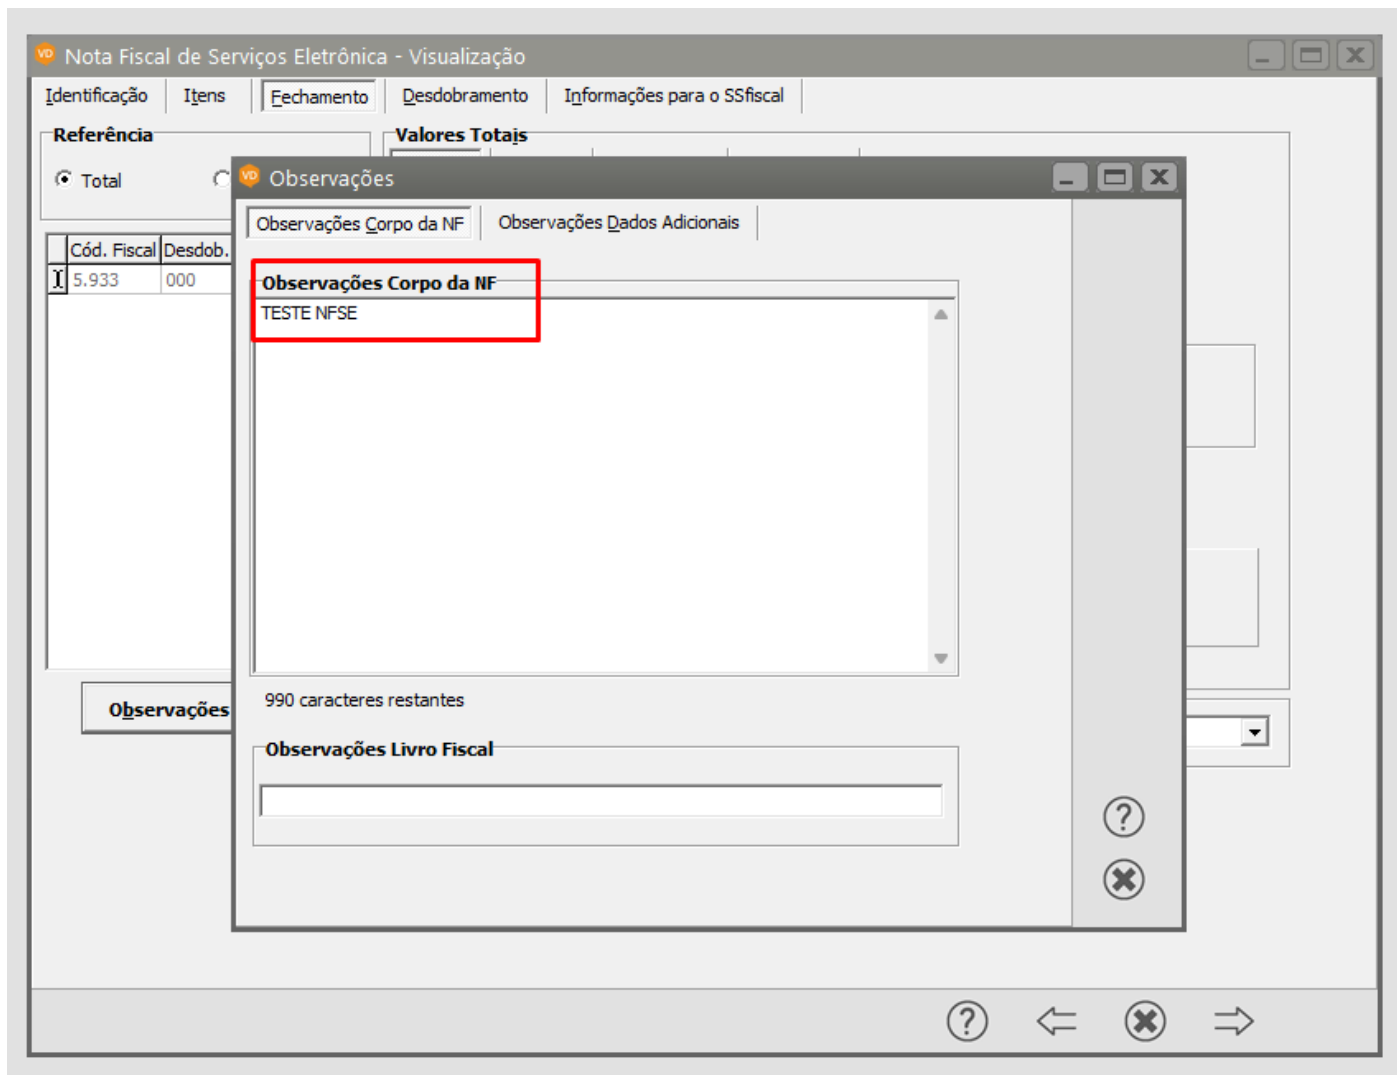 VD Nota Fiscal de Serviços Eletrônica - Visualização
Identificação Itens Fechamento Desdobramento Informações para o SSfiscal
Referência Valores Totais
Total
VD Observações
Observações Corpo da NF Observações Dados Adicionais
Cód. Fiscal Desdob.
5.933 000
Observações Corpo da NF
TESTE NFSE
990 caracteres restantes
Observações
Observações Livro Fiscal